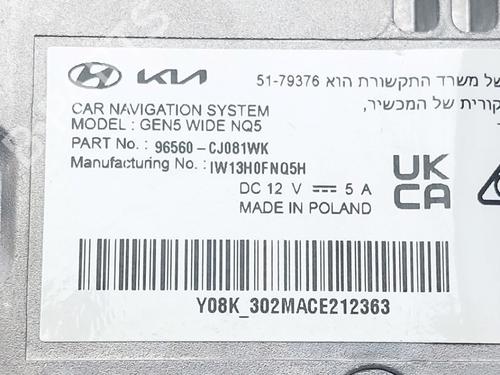 KIA
של משרד התקשורת הוא 51-79376
קורית של המכשיר,
CAR NAVIGATION SYSTEM
MODEL : GEN5 WIDE NQ5
PART No. : 96560-CJ081WK
Manufacturing No. : IW13H0FNQ5H
DC 12 V ⎓ 5 A
MADE IN POLAND
UK
CA
Y08K_302MACE212363